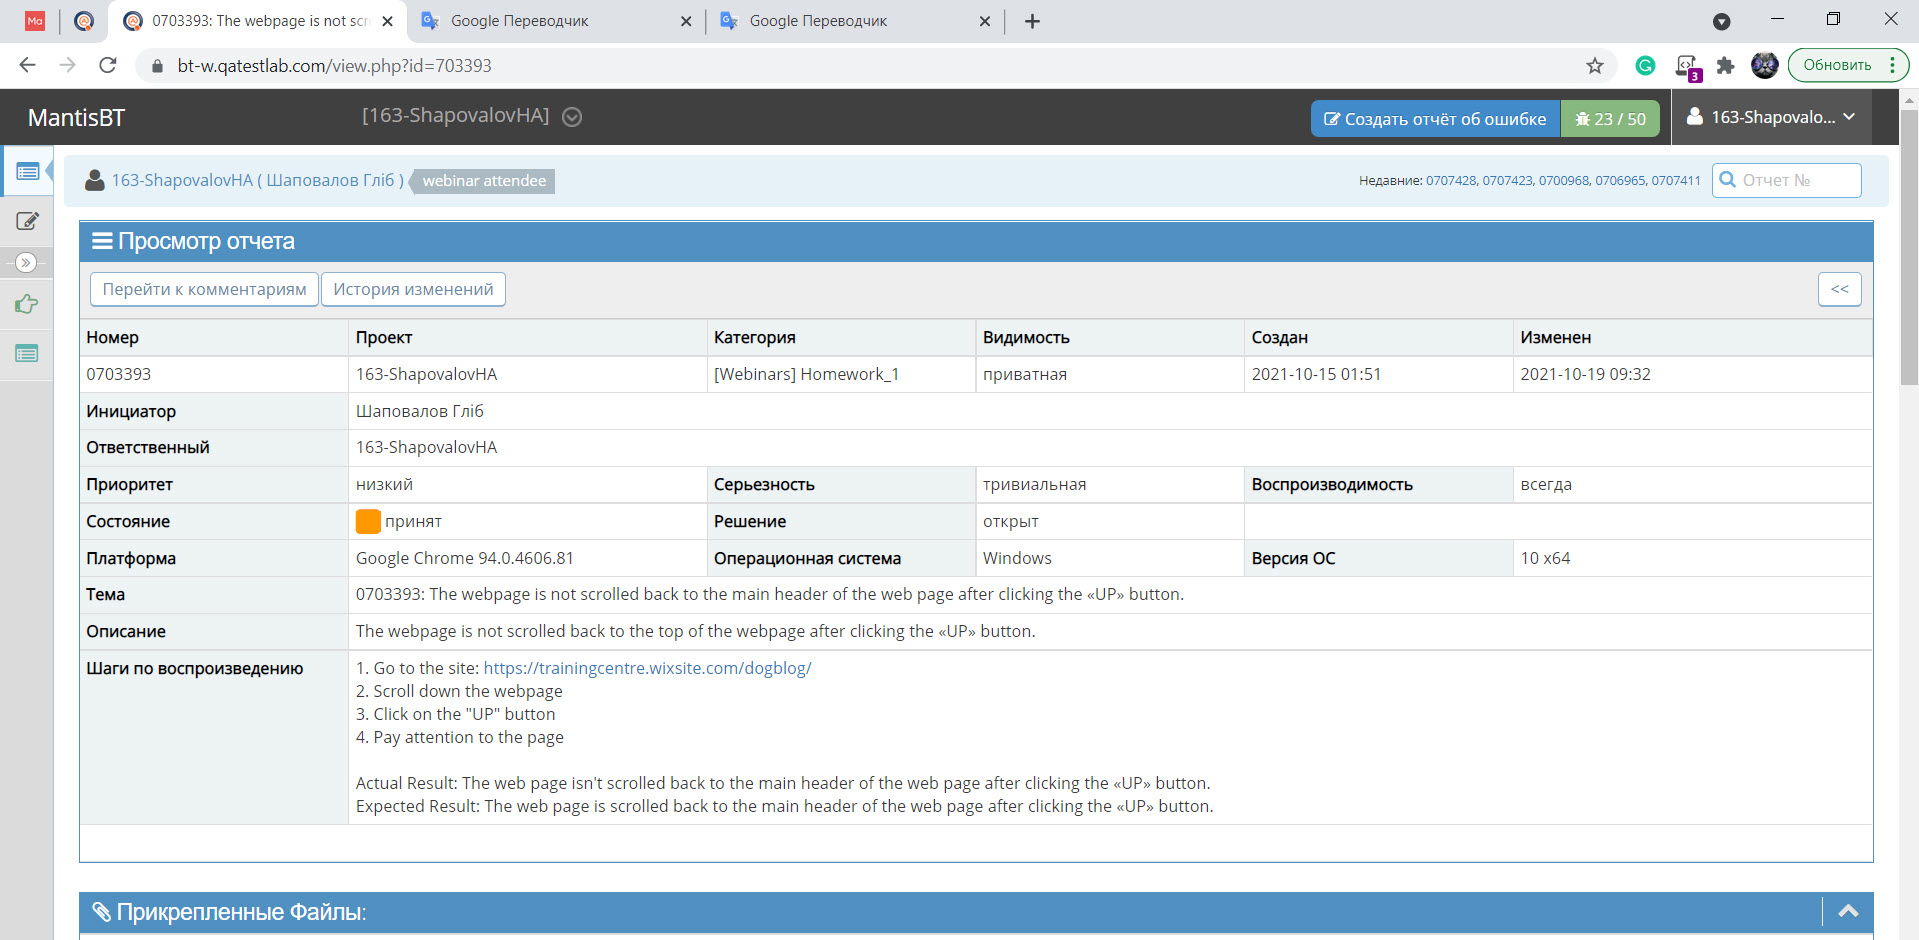 Ma
0703393: The webpage is not scr
Google Переводчик
Google Переводчик
bt-w.qatestlab.com/view.php?id=703393
3
Обновить
MantisBT
[163-ShapovalovHA]
Создать отчёт об ошибке
23 / 50
163-Shapovalo...
163-ShapovalovHA ( Шаповалов Гліб )
webinar attendee
Недавние: 0707428, 0707423, 0700968, 0706965, 0707411
Отчет №
Просмотр отчета
Перейти к комментариям
История изменений
<<
Номер Проект Категория Видимость Создан Изменен
0703393 163-ShapovalovHA [Webinars] Homework_1 приватная 2021-10-15 01:51 2021-10-19 09:32
Инициатор Шаповалов Гліб
Ответственный 163-ShapovalovHA
Приоритет низкий Серьезность тривиальная Воспроизводимость всегда
Состояние принят Решение открыт
Платформа Google Chrome 94.0.4606.81 Операционная система Windows Версия ОС 10 x64
Тема 0703393: The webpage is not scrolled back to the main header of the web page after clicking the «UP» button.
Описание The webpage is not scrolled back to the top of the webpage after clicking the «UP» button.
Шаги по воспроизведению 1. Go to the site: https://trainingcentre.wixsite.com/dogblog/
2. Scroll down the webpage
3. Click on the "UP" button
4. Pay attention to the page
Actual Result: The web page isn't scrolled back to the main header of the web page after clicking the «UP» button.
Expected Result: The web page is scrolled back to the main header of the web page after clicking the «UP» button.
Прикрепленные Файлы: